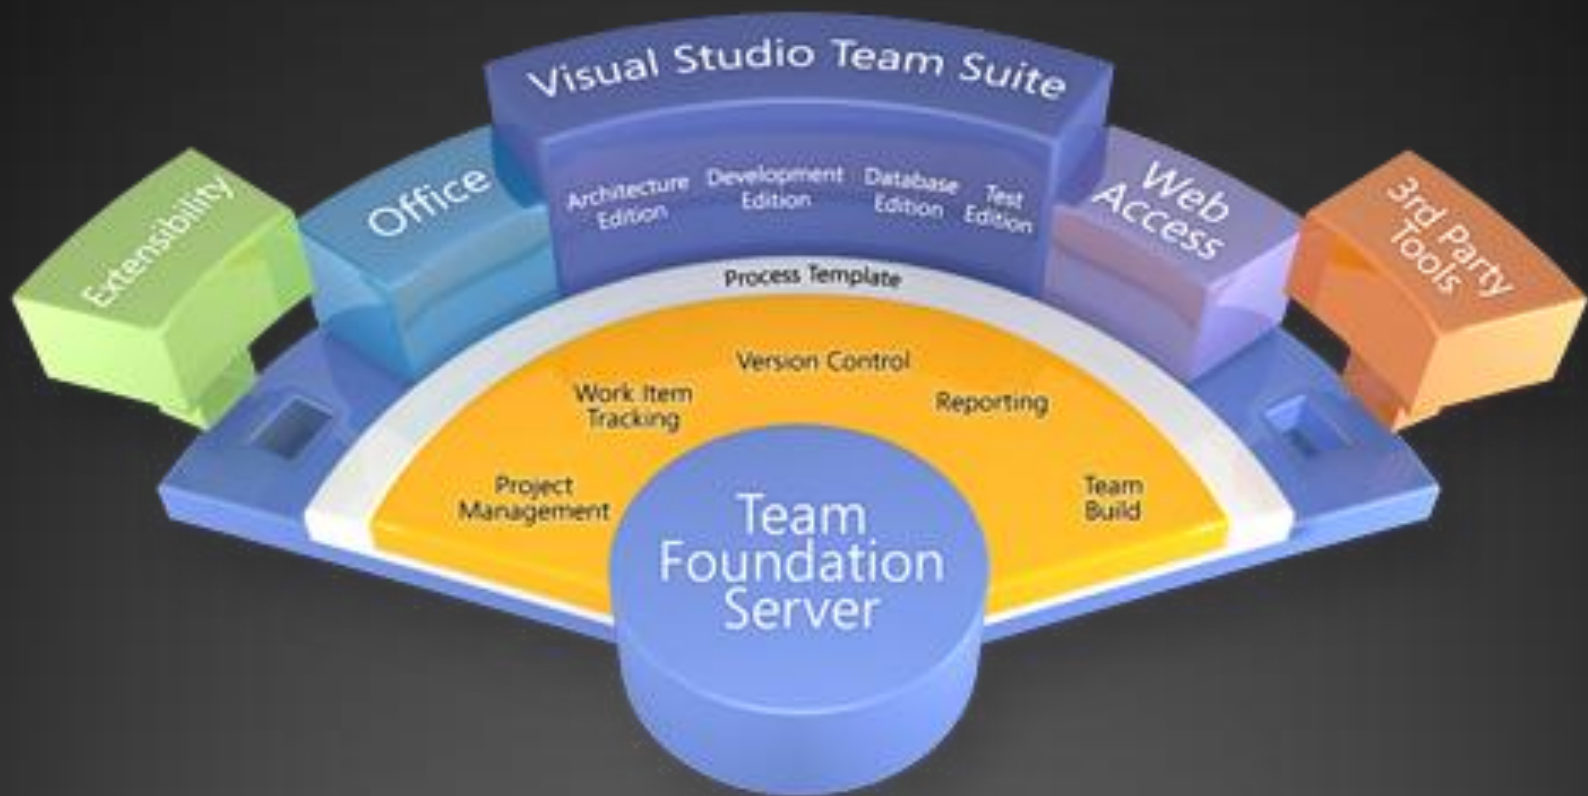 Visual Studio Team Suite
Extensibility
Office
Architecture
Edition
Development
Edition
Database
Edition
Test
Edition
Web
Access
3rd Party
Tools
Process Template
Version Control
Work Item
Tracking
Reporting
Project
Management
Team
Build
Team
Foundation
Server